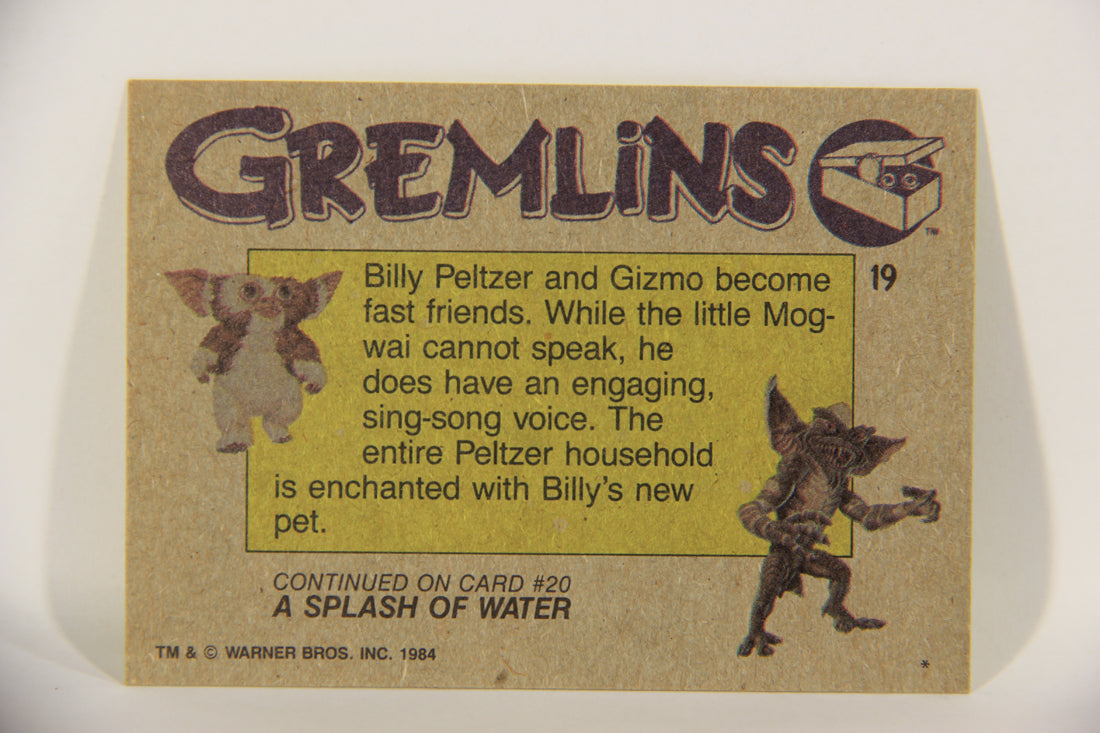 GREMLiNS
TM
19
Billy Peltzer and Gizmo become
fast friends. While the little Mog-
wai cannot speak, he
does have an engaging,
sing-song voice. The
entire Peltzer household
is enchanted with Billy's new
pet.
CONTINUED ON CARD #20
A SPLASH OF WATER
TM & © WARNER BROS. INC. 1984
*